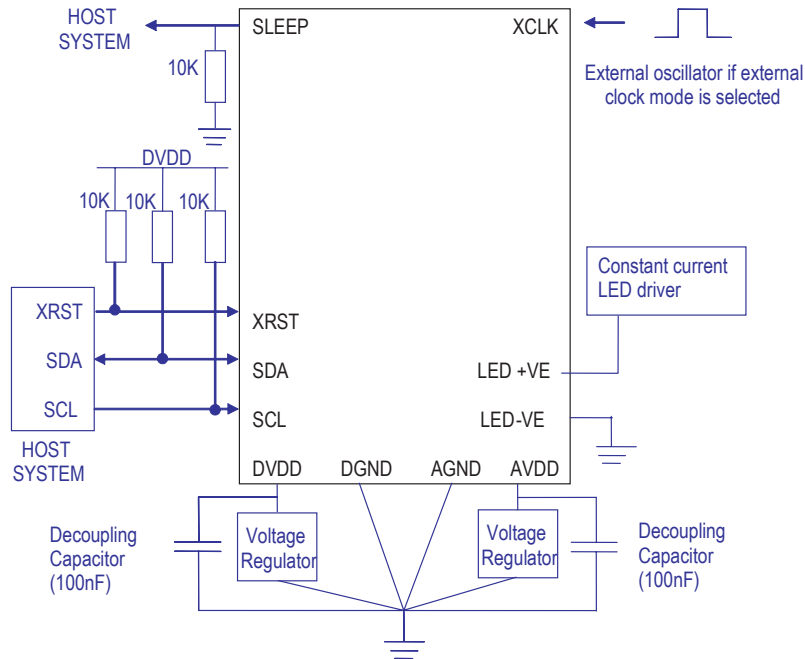 HOST
SYSTEM
SLEEP
XCLK
10K
External oscillator if external
clock mode is selected
DVDD
10K
10K
10K
Constant current
LED driver
XRST
XRST
SDA
SDA
LED +VE
SCL
SCL
LED-VE
HOST
SYSTEM
DVDD
DGND
AGND
AVDD
Decoupling
Capacitor
(100nF)
Voltage
Regulator
Voltage
Regulator
Decoupling
Capacitor
(100nF)